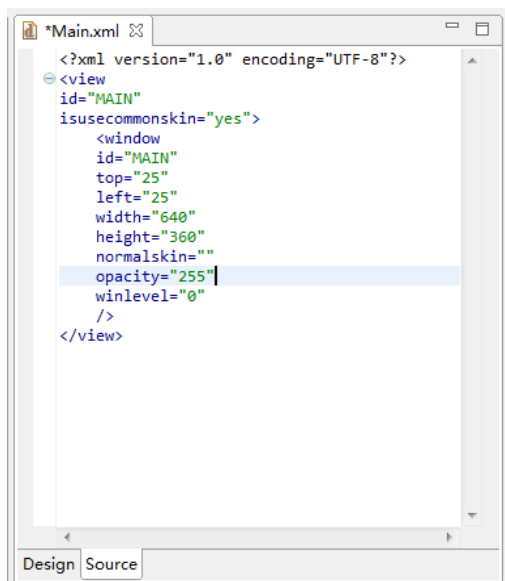 *Main.xml
<?xml version="1.0" encoding="UTF-8"?>
<view
id="MAIN"
isusecommonskin="yes">
<window
id="MAIN"
top="25"
left="25"
width="640"
height="360"
normalskin=""
opacity="255"
winlevel="0"
/>
</view>
Design Source